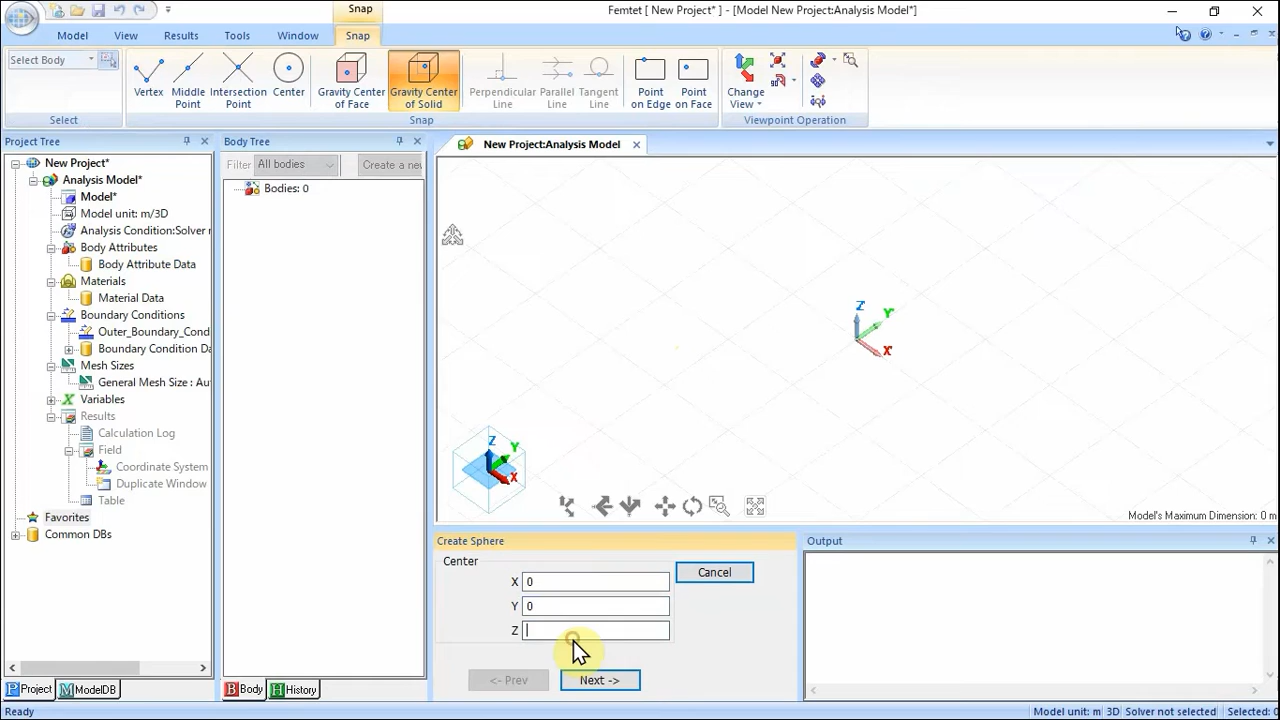 Snap
Femtet [ New Project* ] - [Model New Project:Analysis Model*]
Model View Results Tools Window Snap
Select Body
Vertex
Middle Point
Intersection Point
Center
Gravity Center of Face
Gravity Center of Solid
Perpendicular Line
Parallel Line
Tangent Line
Point on Edge
Point on Face
Change View
Select Snap Viewpoint Operation
Project Tree
New Project*
Analysis Model*
Model*
Model unit: m/3D
Analysis Condition:Solver
Body Attributes
Body Attribute Data
Materials
Material Data
Boundary Conditions
Outer_Boundary_Cond
Boundary Condition Da
Mesh Sizes
General Mesh Size : Au
Variables
Results
Calculation Log
Field
Coordinate System
Duplicate Window
Table
Favorites
Common DBs
Project ModelDB
Body Tree
Filter All bodies Create a new
Bodies: 0
Body History
New Project:Analysis Model
Z Y X
Z Y X
Model's Maximum Dimension: 0 m
Create Sphere
Center
X 0
Y 0
Z
Cancel
<- Prev Next ->
Output
Ready
Model unit: m 3D Solver not selected Selected: 0